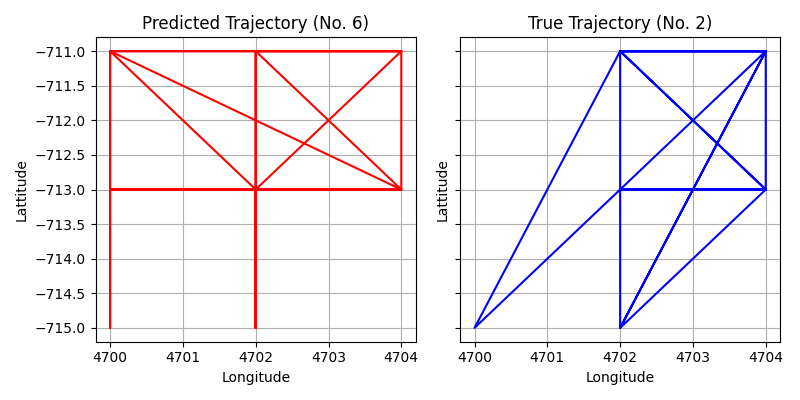 Predicted Trajectory (No. 6)
Lattitude
−711.0
−711.5
−712.0
−712.5
−713.0
−713.5
−714.0
−714.5
−715.0
4700 4701 4702 4703 4704
Longitude
True Trajectory (No. 2)
Lattitude
4700 4701 4702 4703 4704
Longitude